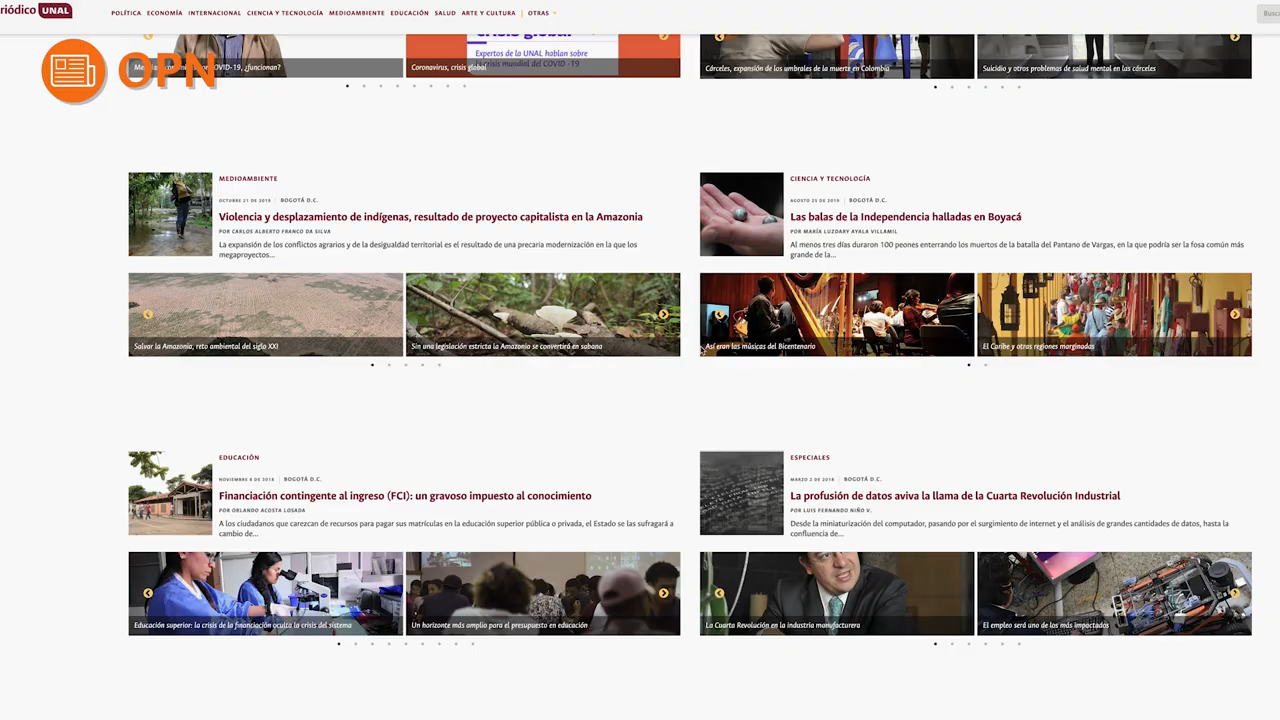 riódico UNAL
POLÍTICA ECONOMÍA INTERNACIONAL CIENCIA Y TECNOLOGÍA MEDIOAMBIENTE EDUCACIÓN SALUD ARTE Y CULTURA OTRAS
Busca
OPN
Expertos de la UNAL hablan sobre
crisis mundial del COVID -19
OVID-19, ¿funcionan?
Coronavirus, crisis global
Cárceles, expansión de los umbrales de la muerte en Colombia
Suicidio y otros problemas de salud mental en las cárceles
MEDIOAMBIENTE
OCTUBRE 21 DE 2019 BOGOTÁ D.C.
Violencia y desplazamiento de indígenas, resultado de proyecto capitalista en la Amazonia
POR CARLOS ALBERTO FRANCO DA SILVA
La expansión de los conflictos agrarios y de la desigualdad territorial es el resultado de una precaria modernización en la que los
megaproyectos...
Salvar la Amazonia, reto ambiental del siglo XXI
Sin una legislación estricta la Amazonia se convertirá en sabana
CIENCIA Y TECNOLOGÍA
AGOSTO 25 DE 2019 BOGOTÁ D.C.
Las balas de la Independencia halladas en Boyacá
POR MARÍA LUZDARY AYALA VILLAMIL
Al menos tres días duraron 100 peones enterrando los muertos de la batalla del Pantano de Vargas, en la que podría ser la fosa común más
grande de la...
Así eran las músicas del Bicentenario
El Caribe y otras regiones marginadas
EDUCACIÓN
NOVIEMBRE 8 DE 2018 BOGOTÁ D.C.
Financiación contingente al ingreso (FCI): un gravoso impuesto al conocimiento
POR ORLANDO ACOSTA LOSADA
A los ciudadanos que carezcan de recursos para pagar sus matrículas en la educación superior pública o privada, el Estado se las sufragará a
cambio de...
Educación superior: la crisis de la financiación oculta la crisis del sistema
Un horizonte más amplio para el presupuesto en educación
ESPECIALES
MARZO 2 DE 2018 BOGOTÁ D.C.
La profusión de datos aviva la llama de la Cuarta Revolución Industrial
POR LUIS FERNANDO NIÑO V.
Desde la miniaturización del computador, pasando por el surgimiento de internet y el análisis de grandes cantidades de datos, hasta la
confluencia de...
La Cuarta Revolución en la industria manufacturera
El empleo será uno de los más impactados